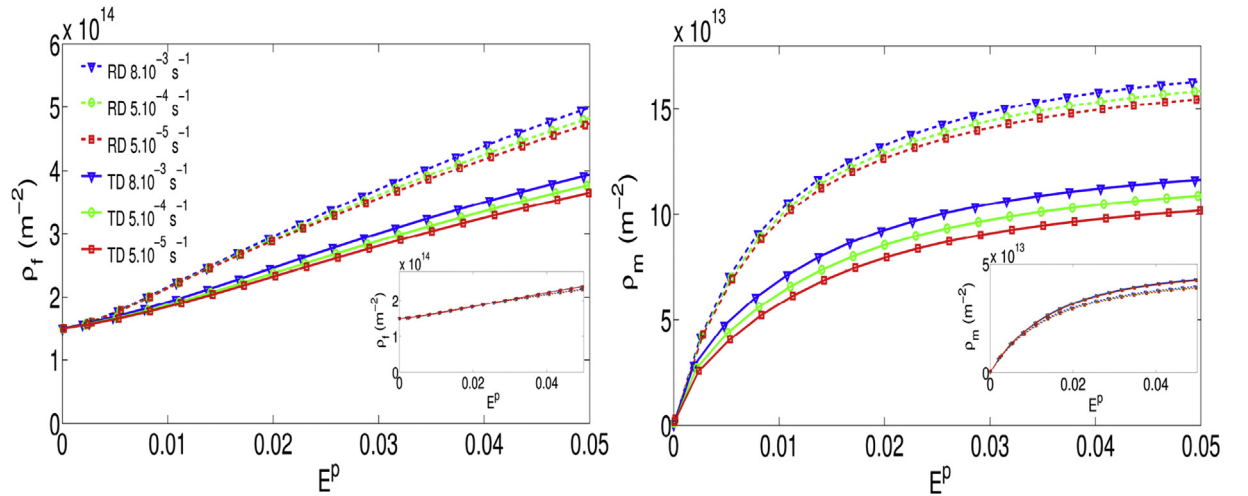 x 10^14
6
5
4
3
2
1
0
ρf (m^−2)
RD 8.10^−3 s^−1
RD 5.10^−4 s^−1
RD 5.10^−5 s^−1
TD 8.10^−3 s^−1
TD 5.10^−4 s^−1
TD 5.10^−5 s^−1
x 10^14
2
1
0
ρf (m^−2)
0 0.02 0.04
E^p
0 0.01 0.02 0.03 0.04 0.05
E^p
x 10^13
15
10
5
0
ρm (m^−2)
5 x 10^13
0
ρm (m^−2)
0 0.02 0.04
E^p
0 0.01 0.02 0.03 0.04 0.05
E^p